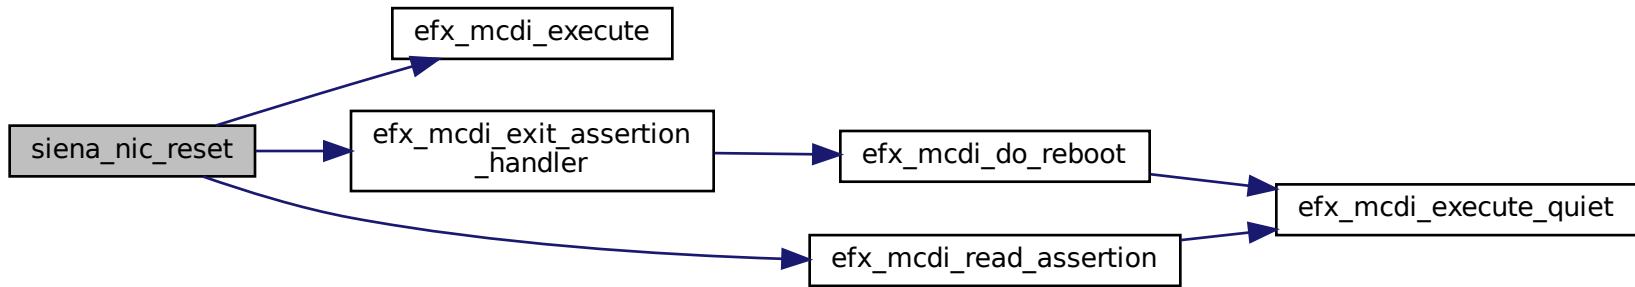 efx_mcdi_execute
siena_nic_reset
efx_mcdi_exit_assertion
_handler
efx_mcdi_do_reboot
efx_mcdi_execute_quiet
efx_mcdi_read_assertion